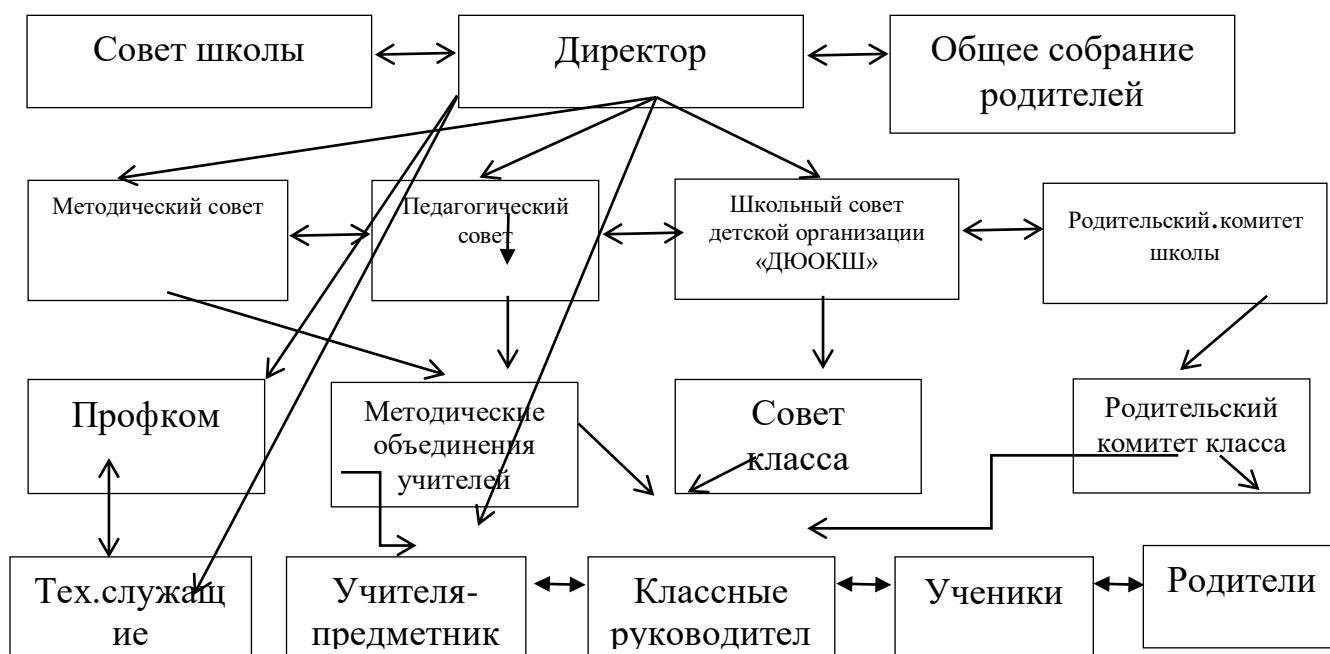 Совет школы
Директор
Общее собрание
родителей
Методический совет
Педагогический
совет
Школьный совет
детской организации
«ДЮООКШ»
Родительский.комитет
школы
Профком
Методические
объединения
учителей
Совет
класса
Родительский
комитет класса
Тех.служащ
ие
Учителя-
предметник
Классные
руководител
Ученики
Родители